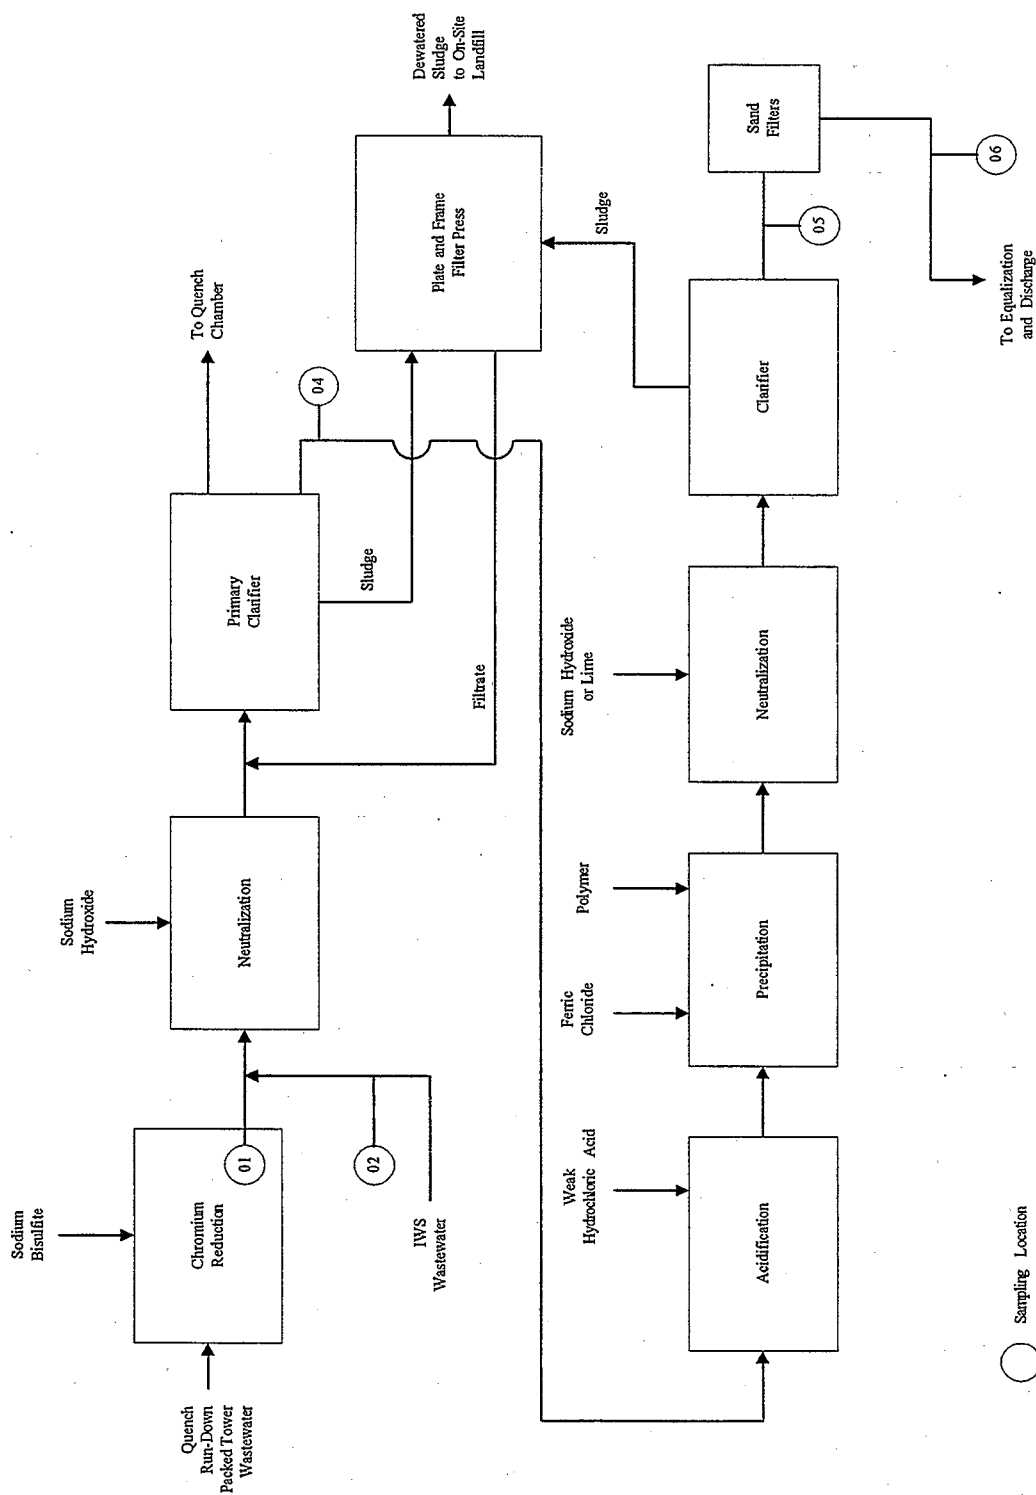 Sodium
Bisulfite
Quench
Run-Down
Packed Tower
Wastewater
Chromium
Reduction
01
02
IWS
Wastewater
Sodium
Hydroxide
Neutralization
Primary
Clarifier
Sludge
Filtrate
To Quench
Chamber
04
Plate and Frame
Filter Press
Dewatered
Sludge
to On-Site
Landfill
Sludge
Weak
Hydrochloric Acid
Acidification
Ferric
Chloride
Polymer
Precipitation
Sodium Hydroxide
or Lime
Neutralization
Clarifier
05
Sand
Filters
06
To Equalization
and Discharge
Sampling Location